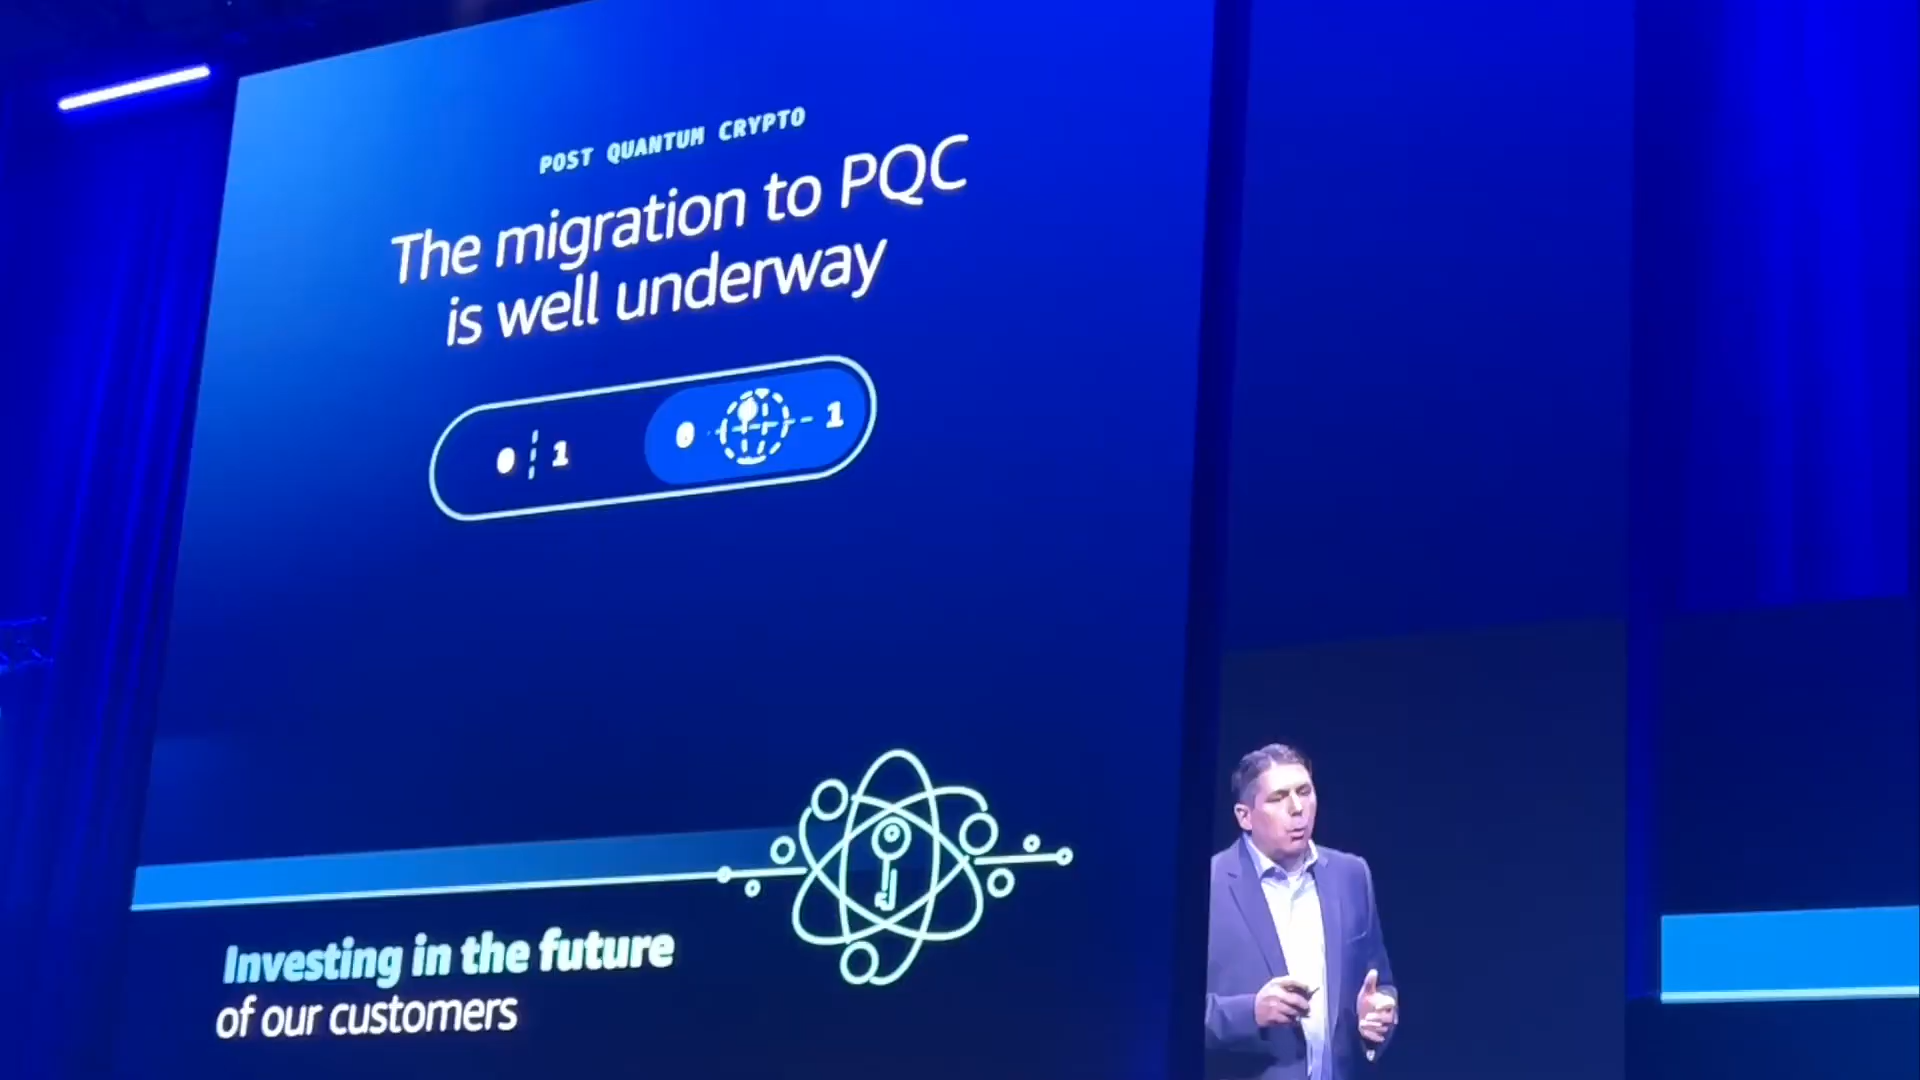 POST QUANTUM CRYPTO
The migration to PQC
is well underway
0 1 0 1
Investing in the future
of our customers